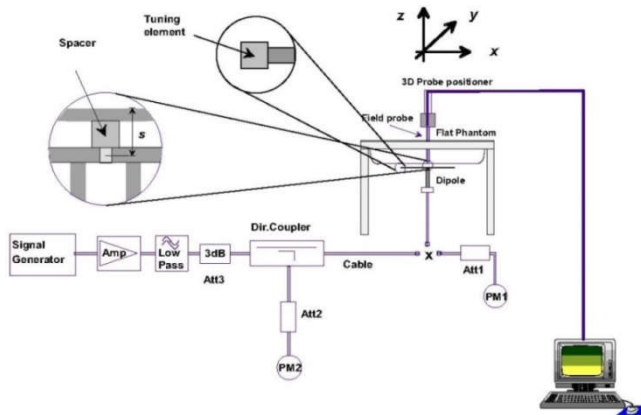 Tuning
element
Spacer
s
z
y
x
3D Probe positioner
Field probe
Flat Phantom
Dipole
Signal
Generator
Amp
Low
Pass
3dB
Att3
Dir.Coupler
Cable
x
Att1
PM1
Att2
PM2